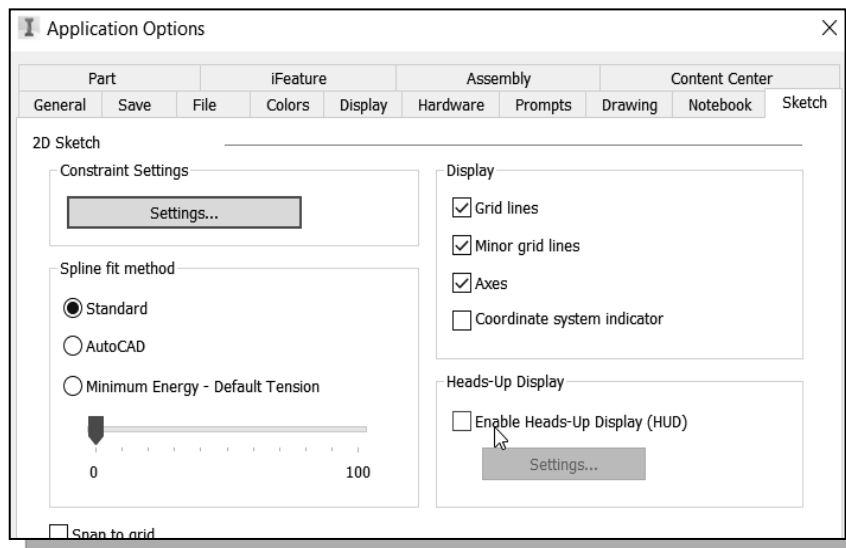 Application Options
Part iFeature Assembly Content Center
General Save File Colors Display Hardware Prompts Drawing Notebook Sketch
2D Sketch
Constraint Settings
Settings...
Spline fit method
Standard
AutoCAD
Minimum Energy - Default Tension
0 100
Snap to grid
Display
Grid lines
Minor grid lines
Axes
Coordinate system indicator
Heads-Up Display
Enable Heads-Up Display (HUD)
Settings...